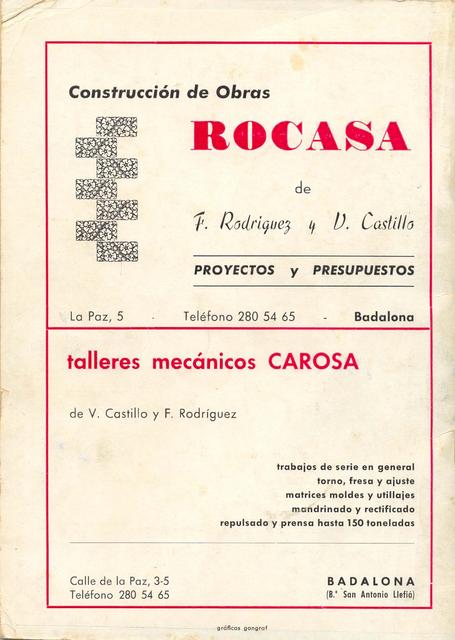 Construcción de Obras
ROCASA
de
F. Rodriguez y V. Castillo
PROYECTOS y PRESUPUESTOS
La Paz, 5 - Teléfono 280 54 65 - Badalona
talleres mecánicos CAROSA
de V. Castillo y F. Rodríguez
trabajos de serie en general
torno, fresa y ajuste
matrices moldes y utillajes
mandrinado y rectificado
repulsado y prensa hasta 150 toneladas
Calle de la Paz, 3-5
Teléfono 280 54 65
BADALONA
(B.º San Antonio Llefiá)
gráficas gangraf